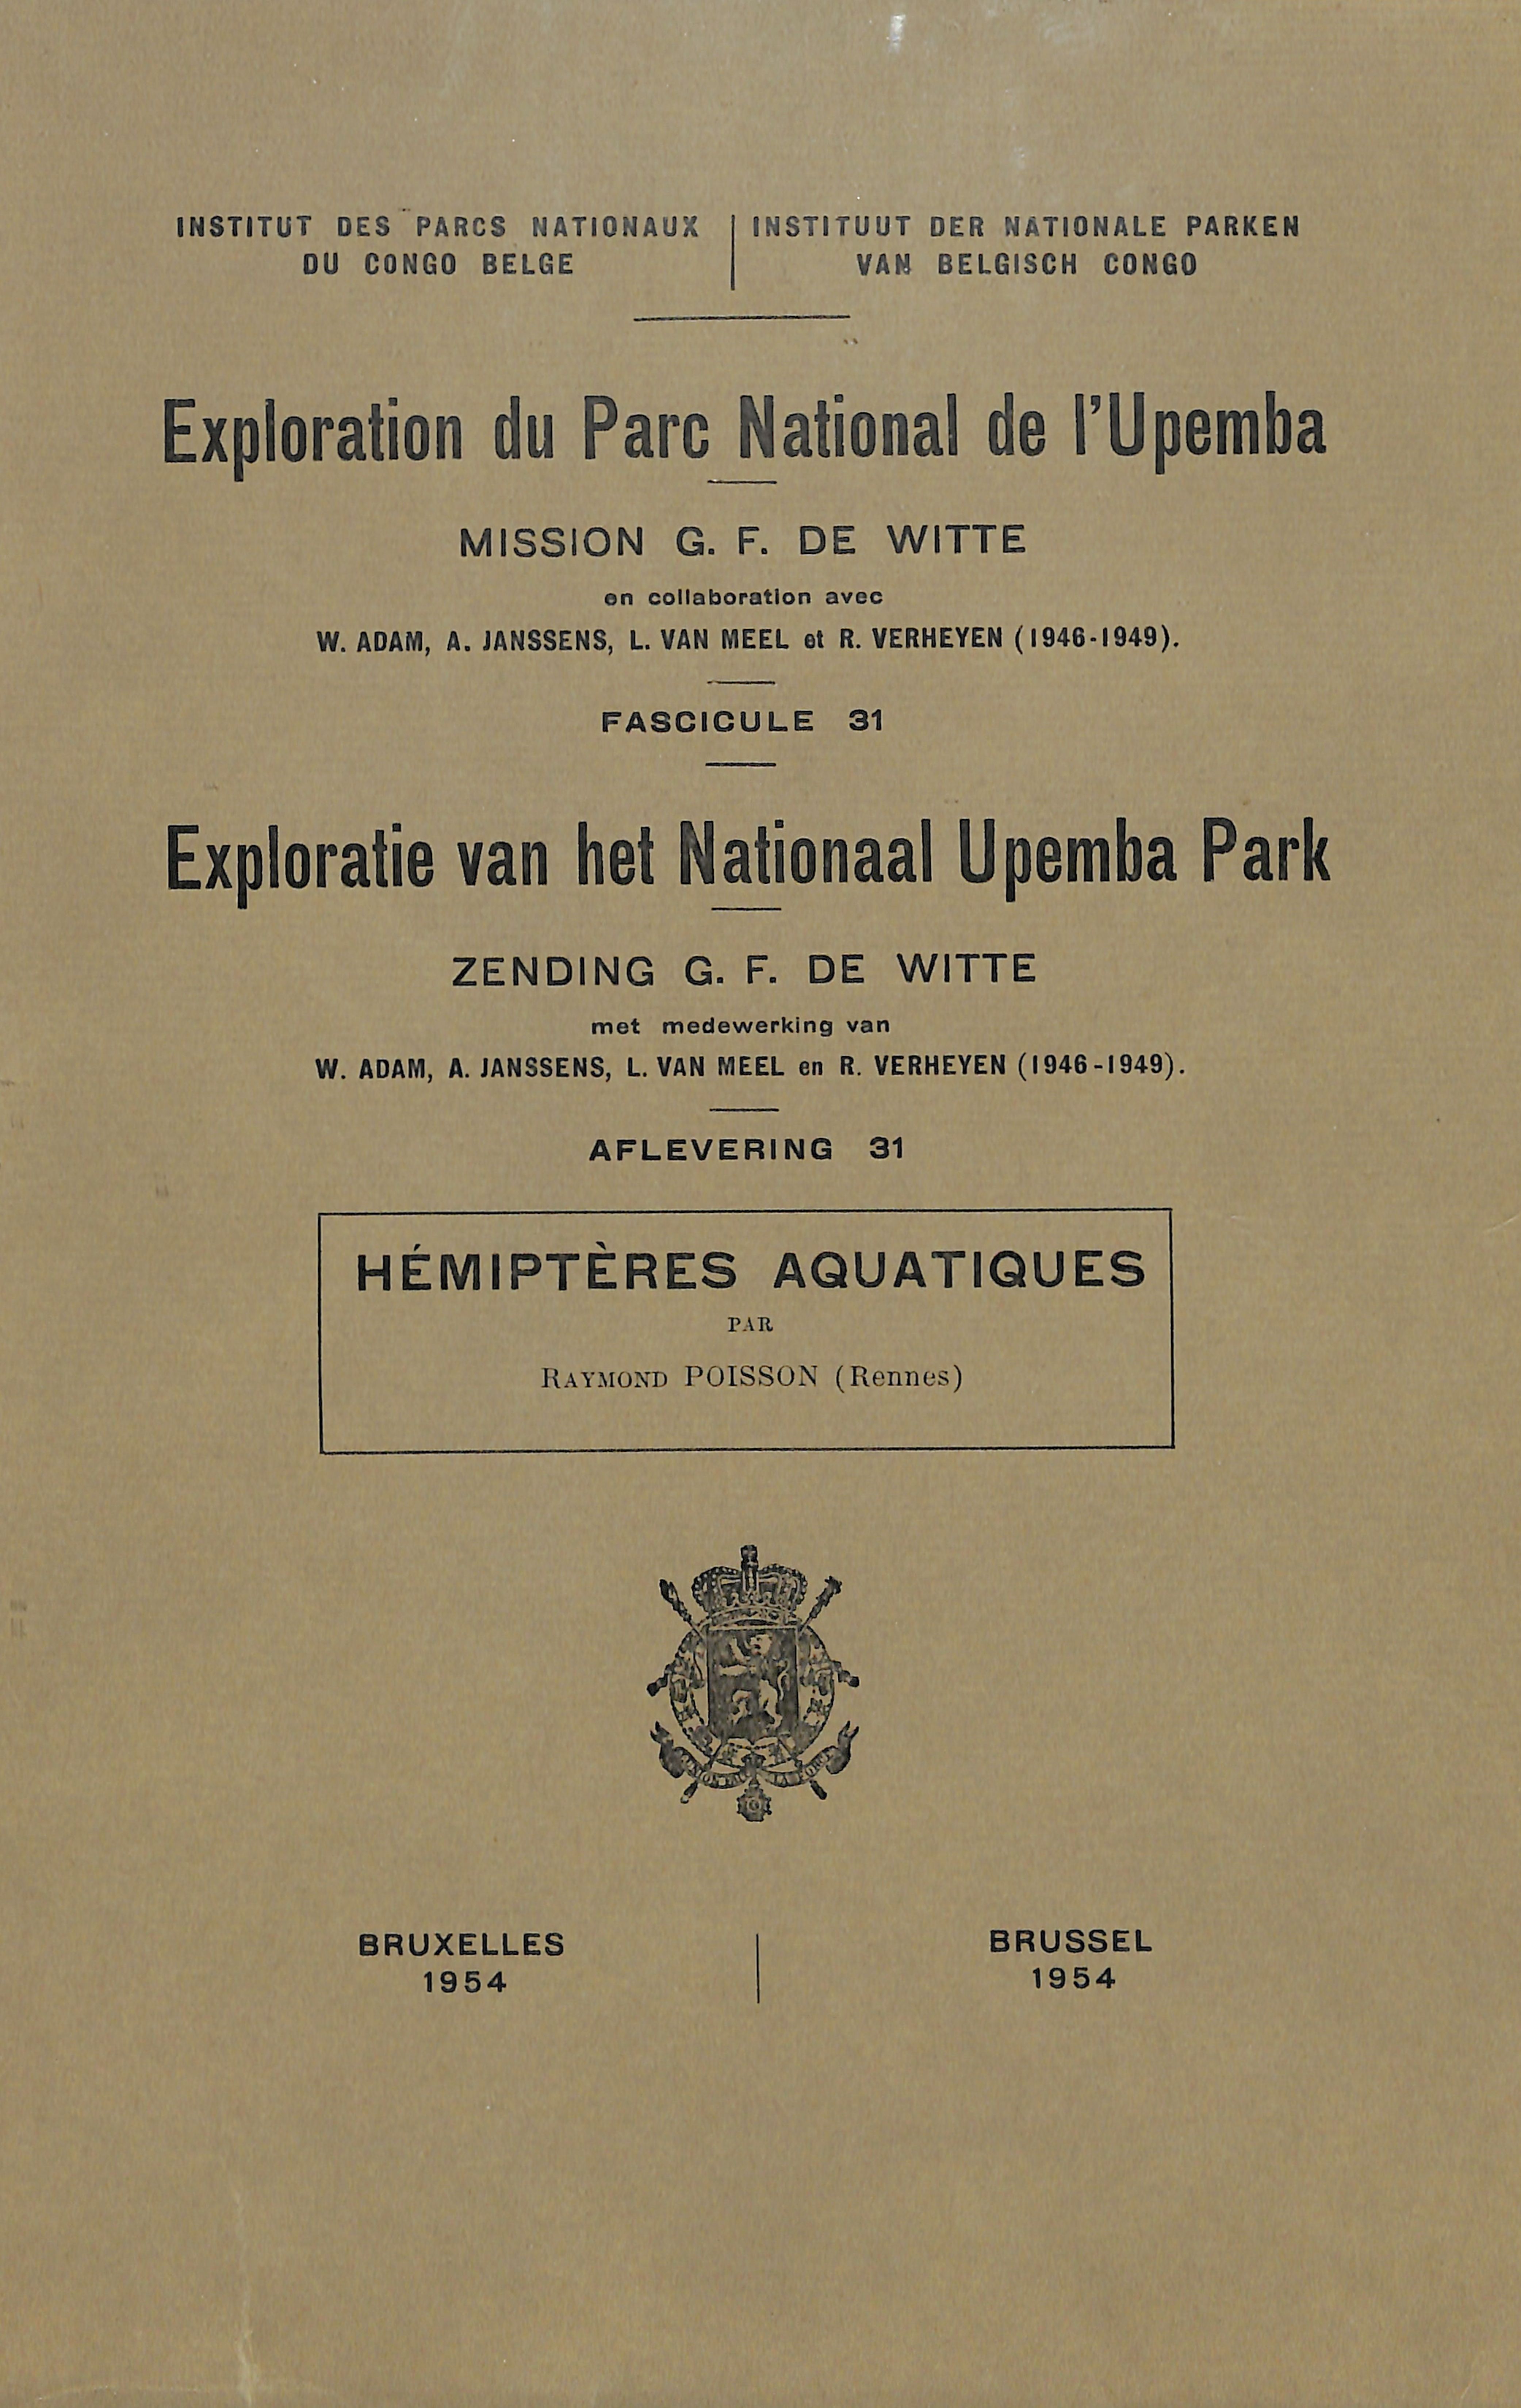 INSTITUT DES PARCS NATIONAUX
DU CONGO BELGE
INSTITUUT DER NATIONALE PARKEN
VAN BELGISCH CONGO
Exploration du Parc National de l'Upemba
MISSION G. F. DE WITTE
en collaboration avec
W. ADAM, A. JANSSENS, L. VAN MEEL et R. VERHEYEN (1946-1949).
FASCICULE 31
Exploratie van het Nationaal Upemba Park
ZENDING G. F. DE WITTE
met medewerking van
W. ADAM, A. JANSSENS, L. VAN MEEL en R. VERHEYEN (1946-1949).
AFLEVERING 31
HÉMIPTÈRES AQUATIQUES
PAR
RAYMOND POISSON (Rennes)
BRUXELLES
1954
BRUSSEL
1954